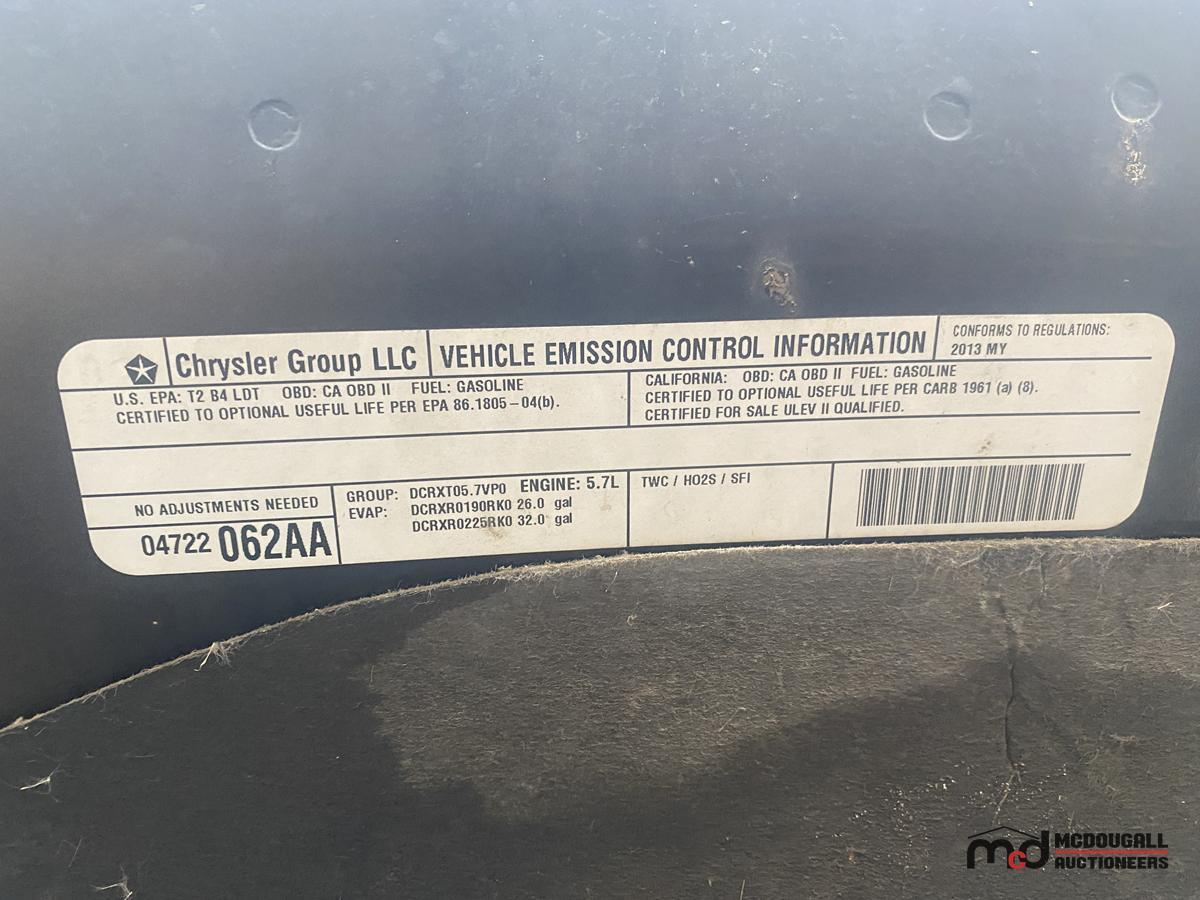 Chrysler Group LLC
VEHICLE EMISSION CONTROL INFORMATION
CONFORMS TO REGULATIONS:
2013 MY
U.S. EPA: T2 B4 LDT OBD: CA OBD II FUEL: GASOLINE
CERTIFIED TO OPTIONAL USEFUL LIFE PER EPA 86.1805-04(b).
CALIFORNIA: OBD: CA OBD II FUEL: GASOLINE
CERTIFIED TO OPTIONAL USEFUL LIFE PER CARB 1961 (a) (8).
CERTIFIED FOR SALE ULEV II QUALIFIED.
NO ADJUSTMENTS NEEDED
04722 062AA
GROUP: DCRXT05.7VP0 ENGINE: 5.7L
EVAP: DCRXR0190RK0 26.0 gal
DCRXR0225RK0 32.0 gal
TWC / HO2S / SFI
mcd MCDOUGALL
AUCTIONEERS